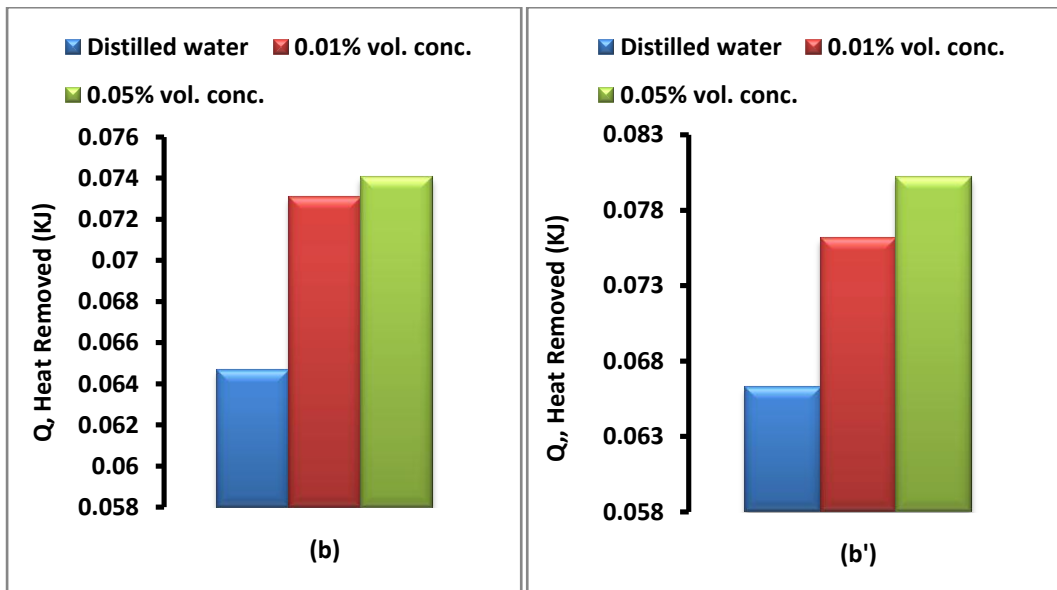 Distilled water 0.01% vol. conc.
0.05% vol. conc.
0.076
0.074
0.072
0.07
0.068
0.066
0.064
0.062
0.06
0.058
Q, Heat Removed (KJ)
(b)
Distilled water 0.01% vol. conc.
0.05% vol. conc.
0.083
0.078
0.073
0.068
0.063
0.058
Q,, Heat Removed (KJ)
(b')